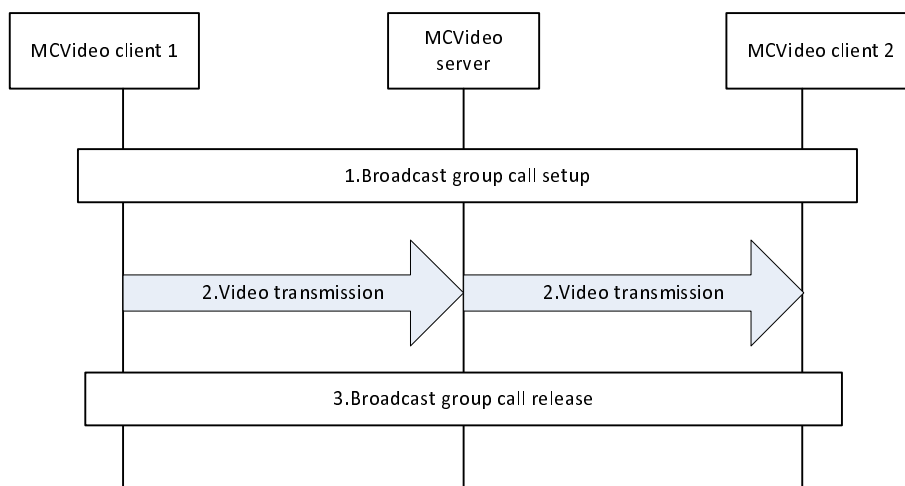 MCVideo client 1
MCVideo
server
MCVideo client 2
1.Broadcast group call setup
2.Video transmission
2.Video transmission
3.Broadcast group call release